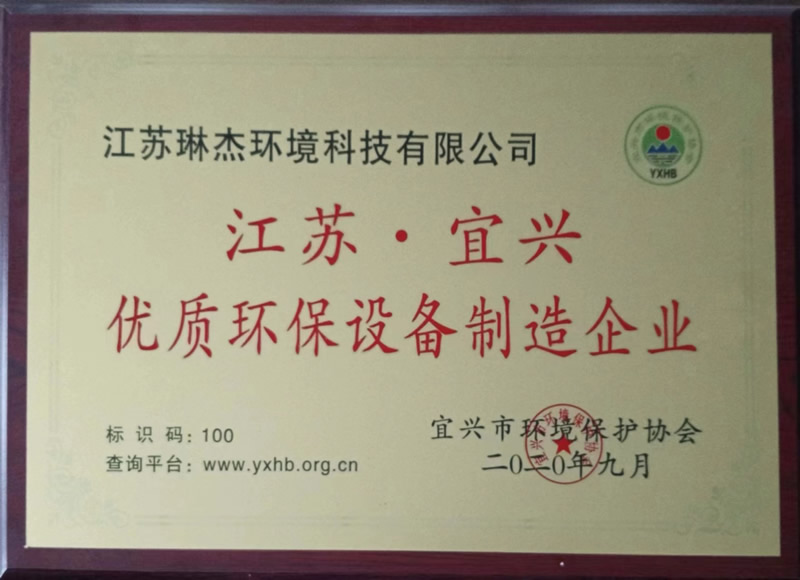 江苏琳杰环境科技有限公司
YXHB
江苏·宜兴
优质环保设备制造企业
标识码：100
查询平台：www.yxhb.org.cn
宜兴市环境保护协会
二〇二〇年九月